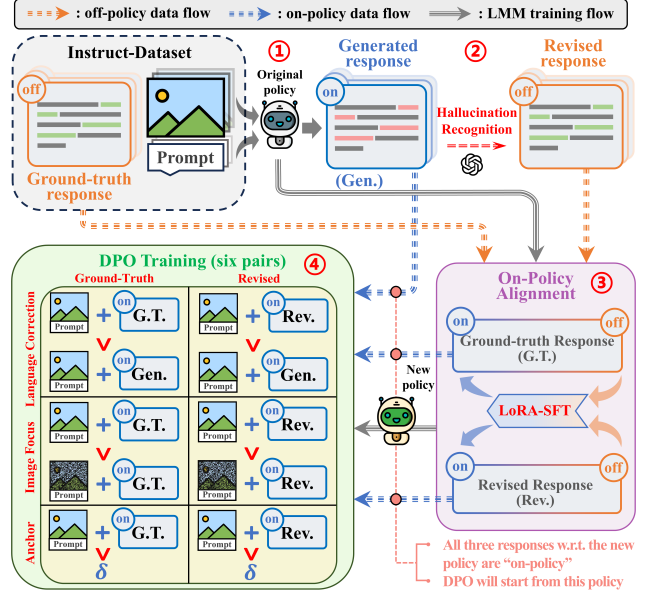 : off-policy data flow
: on-policy data flow
: LMM training flow
Instruct-Dataset
off
Ground-truth
response
Prompt
①
Original
policy
Generated
response
on
(Gen.)
②
Hallucination
Recognition
Revised
response
off
DPO Training (six pairs)
④
Ground-Truth
Revised
Language Correction
Prompt
+
on
G.T.
Prompt
+
on
Rev.
>
>
Prompt
+
on
Gen.
Prompt
+
on
Gen.
Image Focus
Prompt
+
on
G.T.
Prompt
+
on
Rev.
>
>
Prompt
+
on
G.T.
Prompt
+
on
Rev.
Anchor
Prompt
+
on
G.T.
Prompt
+
on
Rev.
>
>
δ
δ
New
policy
On-Policy
Alignment
③
on
off
Ground-truth Response
(G.T.)
LoRA-SFT
on
off
Revised Response
(Rev.)
All three responses w.r.t. the new
policy are “on-policy”
DPO will start from this policy